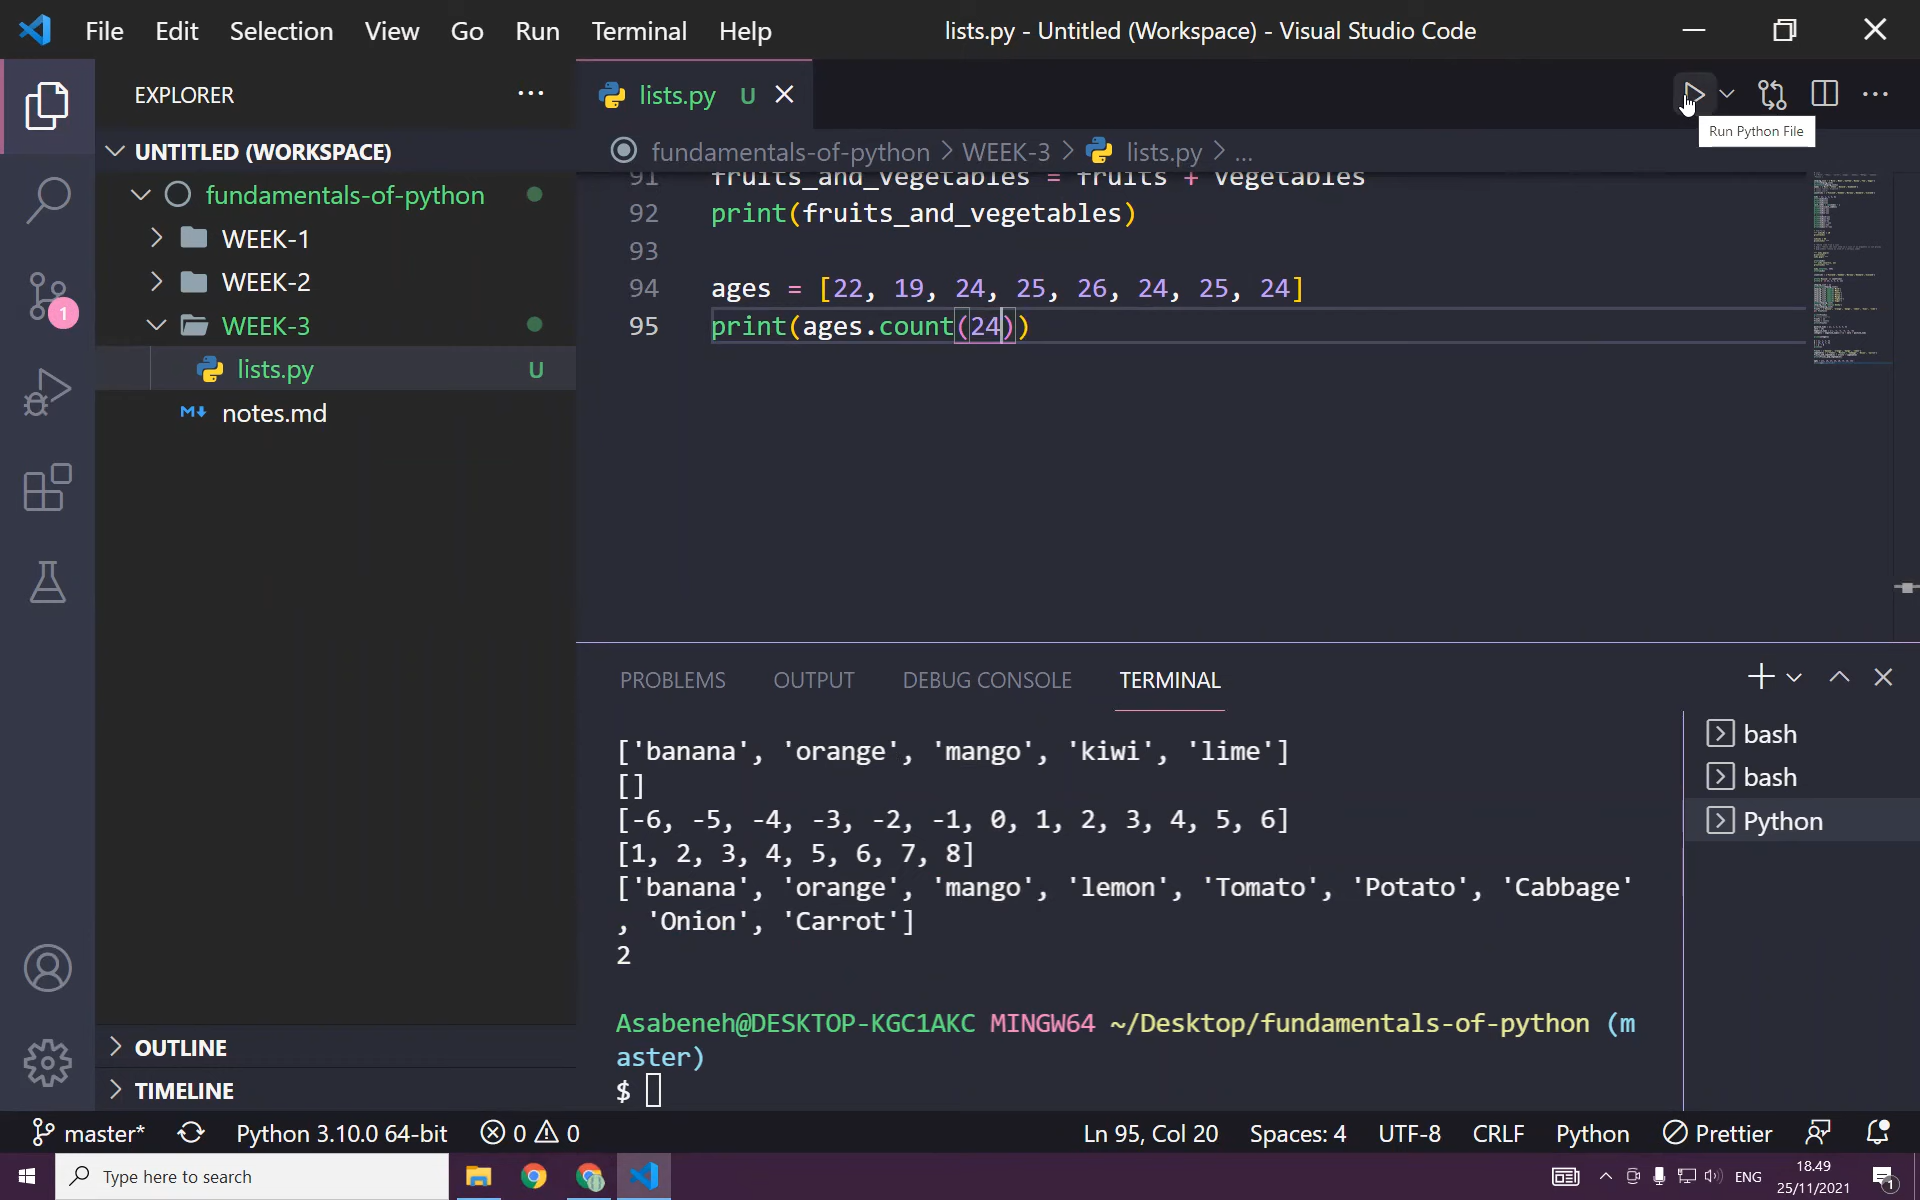 File Edit Selection View Go Run Terminal Help lists.py - Untitled (Workspace) - Visual Studio Code
EXPLORER
UNTITLED (WORKSPACE)
fundamentals-of-python
WEEK-1
WEEK-2
WEEK-3
lists.py U
notes.md
OUTLINE
TIMELINE
1
lists.py U
Run Python File
fundamentals-of-python > WEEK-3 > lists.py > ...
91 fruits_and_vegetables = fruits + vegetables
92 print(fruits_and_vegetables)
93
94 ages = [22, 19, 24, 25, 26, 24, 25, 24]
95 print(ages.count(24))
PROBLEMS OUTPUT DEBUG CONSOLE TERMINAL
['banana', 'orange', 'mango', 'kiwi', 'lime']
[]
[-6, -5, -4, -3, -2, -1, 0, 1, 2, 3, 4, 5, 6]
[1, 2, 3, 4, 5, 6, 7, 8]
['banana', 'orange', 'mango', 'lemon', 'Tomato', 'Potato', 'Cabbage'
, 'Onion', 'Carrot']
2
Asabeneh@DESKTOP-KGC1AKC MINGW64 ~/Desktop/fundamentals-of-python (m
aster)
$
bash
bash
Python
master* Python 3.10.0 64-bit 0 0 Ln 95, Col 20 Spaces: 4 UTF-8 CRLF Python Prettier
Type here to search ENG 18.49
25/11/2021 1